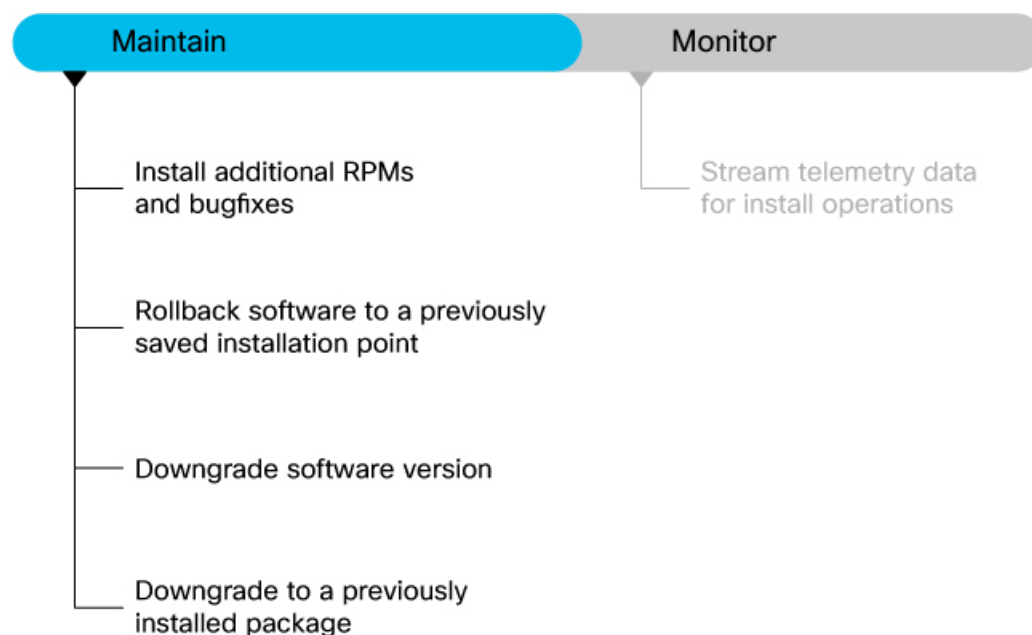 Maintain
Monitor
Install additional RPMs
and bugfixes
Stream telemetry data
for install operations
Rollback software to a previously
saved installation point
Downgrade software version
Downgrade to a previously
installed package